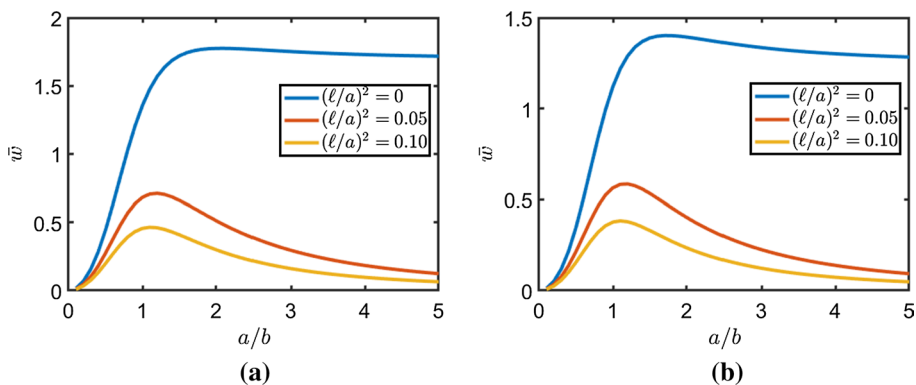 2
1.5
1
0.5
0
w̄
(ℓ/a)² = 0
(ℓ/a)² = 0.05
(ℓ/a)² = 0.10
0 1 2 3 4 5
a/b
(a)
1.5
1
0.5
0
w̄
(ℓ/a)² = 0
(ℓ/a)² = 0.05
(ℓ/a)² = 0.10
0 1 2 3 4 5
a/b
(b)